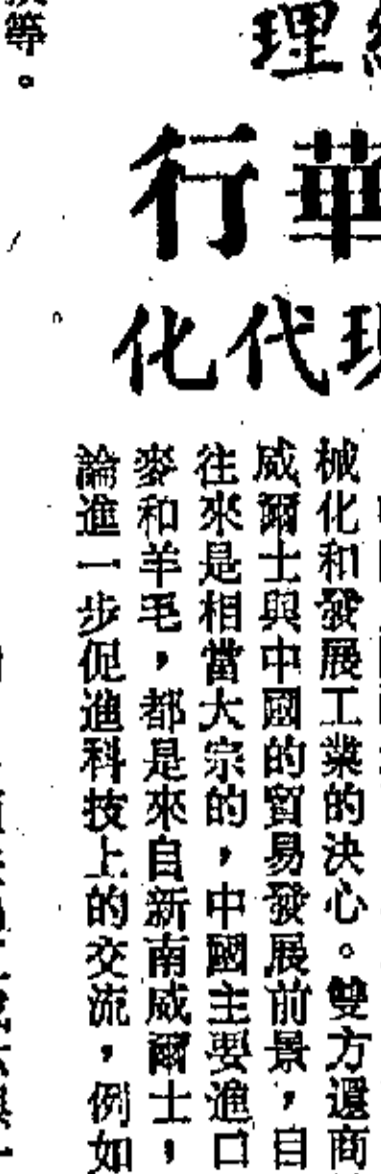 理
華行
現代化
械化和發展工業的決心。雙方還商
威爾士與中國的貿易發展前景，目
往來是相當大宗的，中國主要進口
麥和羊毛，都是來自新南威爾士，
論進一步促進科技上的交流，例如
等。